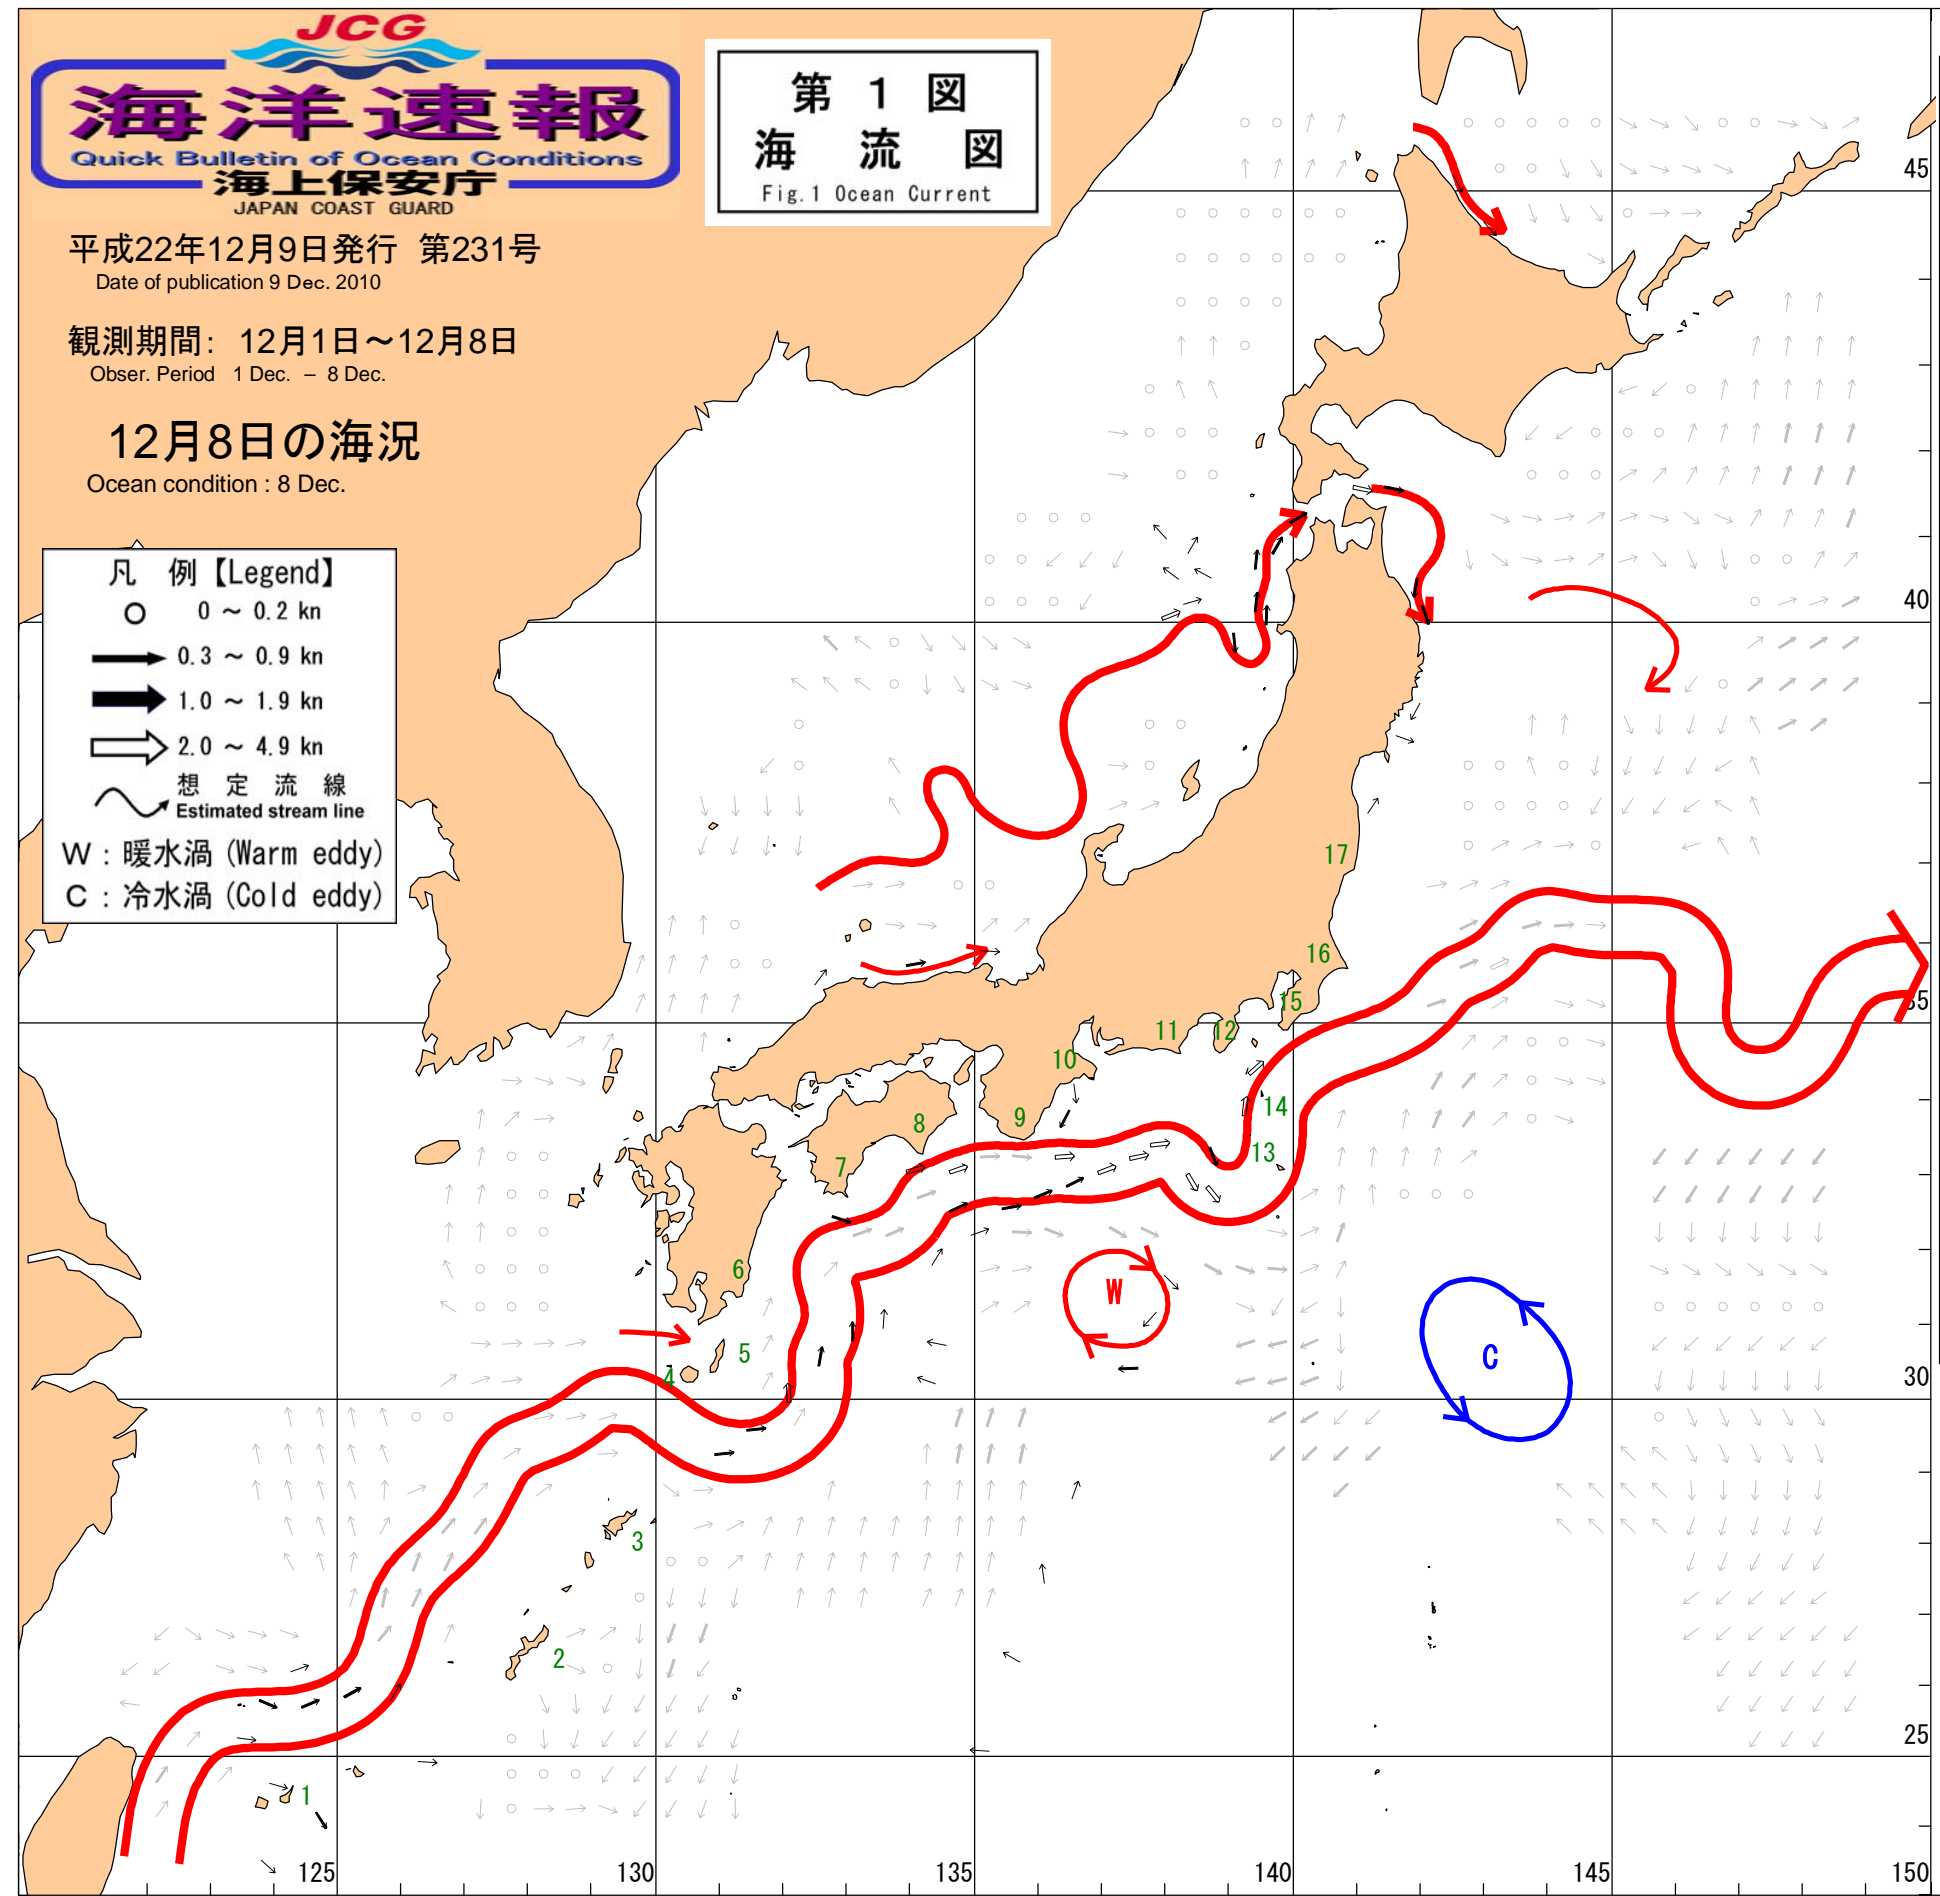 JCG
海洋速報
Quick Bulletin of Ocean Conditions
海上保安庁
JAPAN COAST GUARD
第 1 図
海 流 図
Fig.1 Ocean Current
平成22年12月9日発行 第231号
Date of publication 9 Dec. 2010
観測期間: 12月1日～12月8日
Obser. Period 1 Dec. – 8 Dec.
12月8日の海況
Ocean condition : 8 Dec.
凡 例【Legend】
0 ～ 0.2 kn
0.3 ～ 0.9 kn
1.0 ～ 1.9 kn
2.0 ～ 4.9 kn
想 定 流 線
Estimated stream line
W : 暖水渦 (Warm eddy)
C : 冷水渦 (Cold eddy)
45
40
17
16
15
35
12
11
10
14
9
8
13
7
6
W
5
C
4
30
3
2
25
1
125
130
135
140
145
150